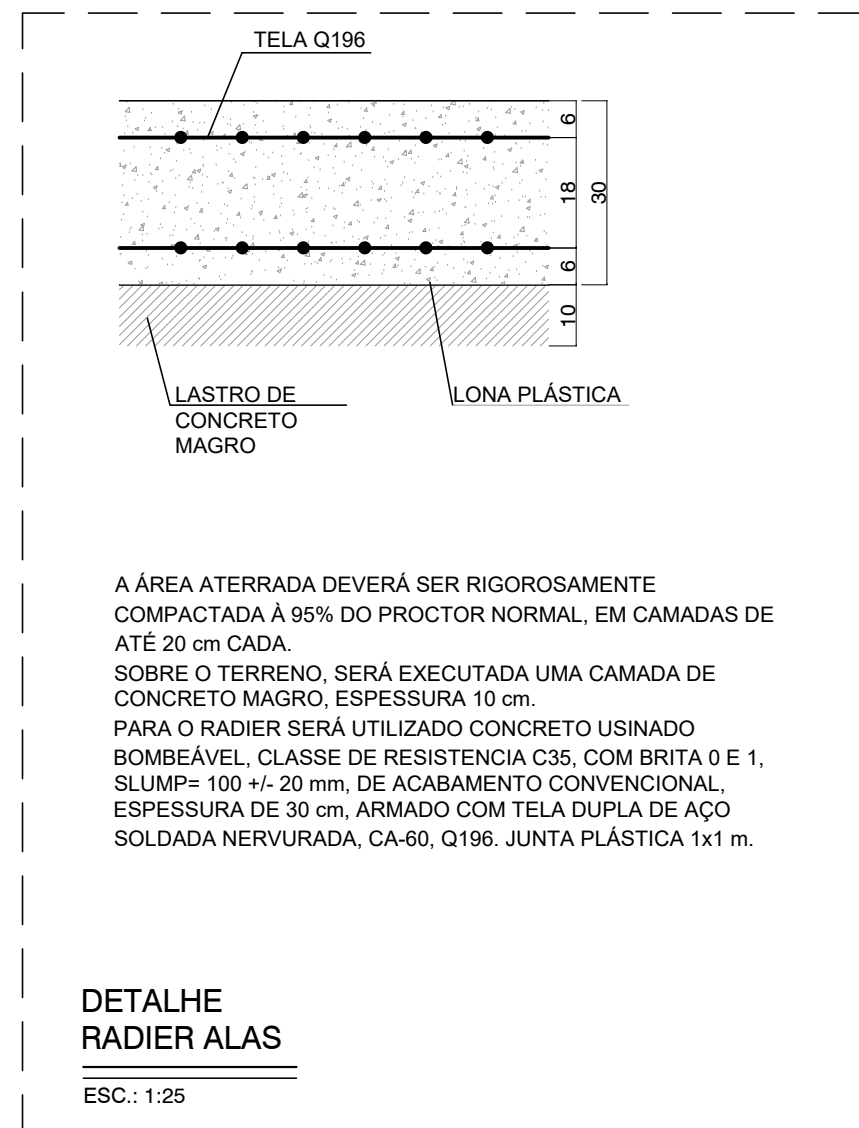 TELA Q196
6
18
30
6
10
LASTRO DE
CONCRETO
MAGRO
LONA PLÁSTICA
A ÁREA ATERRADA DEVERÁ SER RIGOROSAMENTE
COMPACTADA À 95% DO PROCTOR NORMAL, EM CAMADAS DE
ATÉ 20 cm CADA.
SOBRE O TERRENO, SERÁ EXECUTADA UMA CAMADA DE
CONCRETO MAGRO, ESPESSURA 10 cm.
PARA O RADIER SERÁ UTILIZADO CONCRETO USINADO
BOMBEÁVEL, CLASSE DE RESISTENCIA C35, COM BRITA 0 E 1,
SLUMP= 100 +/- 20 mm, DE ACABAMENTO CONVENCIONAL,
ESPESSURA DE 30 cm, ARMADO COM TELA DUPLA DE AÇO
SOLDADA NERVURADA, CA-60, Q196. JUNTA PLÁSTICA 1x1 m.
DETALHE
RADIER ALAS
ESC.: 1:25